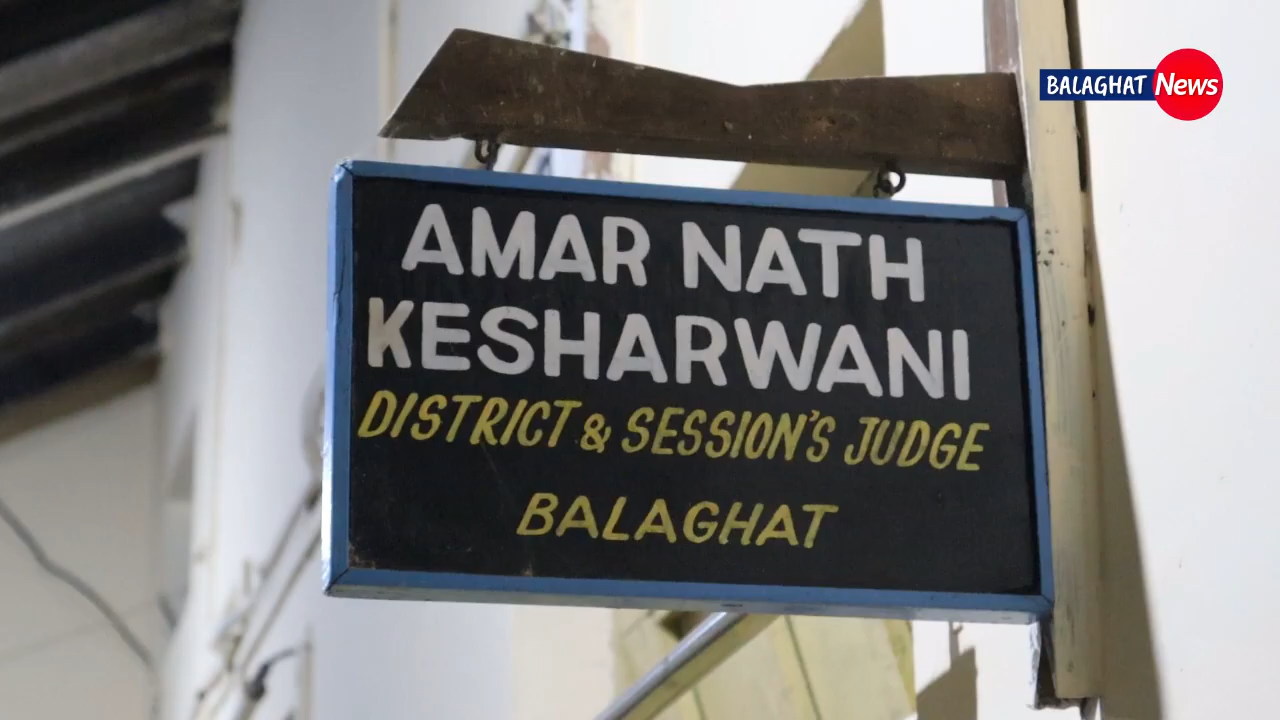 BALAGHAT News
AMAR NATH
KESHARWANI
DISTRICT & SESSION'S JUDGE
BALAGHAT